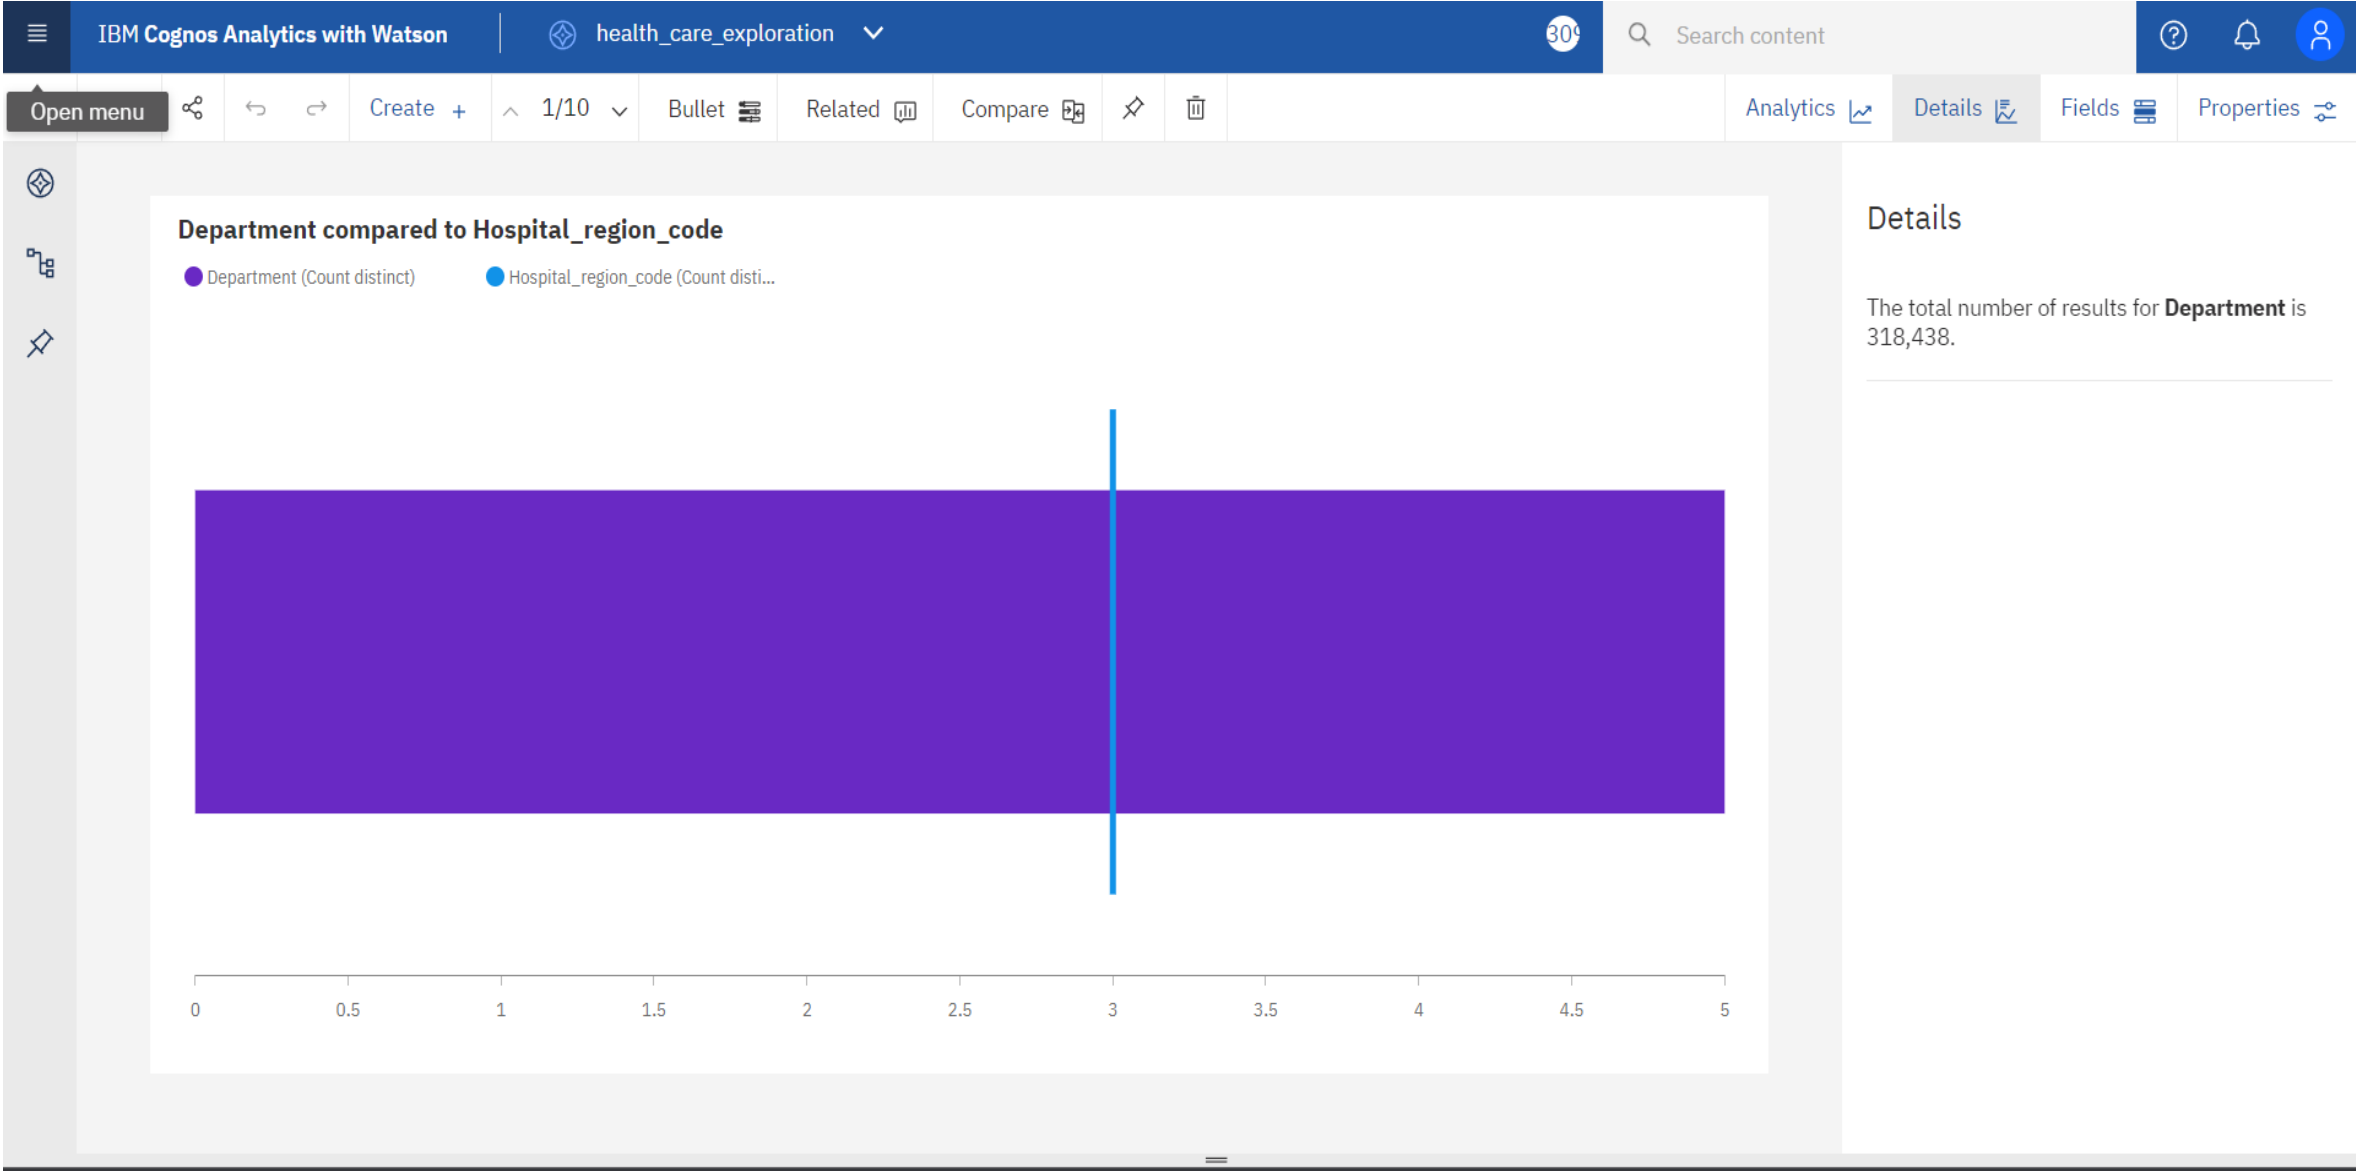 IBM Cognos Analytics with Watson
health_care_exploration
30
Search content
Open menu
Create +
1/10
Bullet
Related
Compare
Analytics
Details
Fields
Properties
Department compared to Hospital_region_code
Department (Count distinct)
Hospital_region_code (Count disti...
0 0.5 1 1.5 2 2.5 3 3.5 4 4.5 5
Details
The total number of results for Department is
318,438.